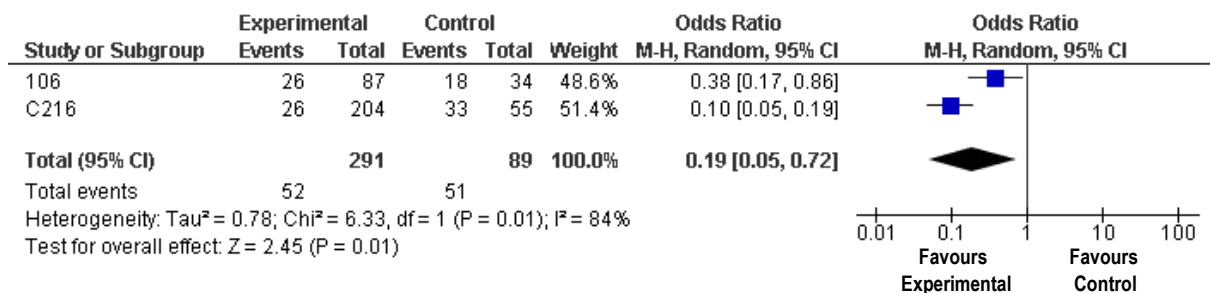 Experimental Control Odds Ratio Odds Ratio
Study or Subgroup Events Total Events Total Weight M-H, Random, 95% CI M-H, Random, 95% CI
106 26 87 18 34 48.6% 0.38 [0.17, 0.86]
C216 26 204 33 55 51.4% 0.10 [0.05, 0.19]
Total (95% CI) 291 89 100.0% 0.19 [0.05, 0.72]
Total events 52 51
Heterogeneity: Tau² = 0.78; Chi² = 6.33, df = 1 (P = 0.01); I² = 84%
Test for overall effect: Z = 2.45 (P = 0.01)
0.01 0.1 1 10 100
Favours Favours
Experimental Control